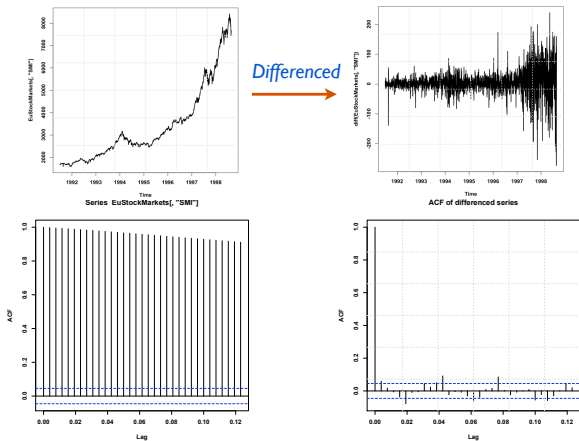 EuStockMarkets[, "SMI"]
8000
7000
6000
5000
4000
3000
2000
1992 1993 1994 1995 1996 1997 1998
Time
Differenced
diff(EuStockMarkets[, "SMI"])
200
100
0
-100
-200
1992 1993 1994 1995 1996 1997 1998
Time
Series EuStockMarkets[, "SMI"]
ACF
1.0
0.8
0.6
0.4
0.2
0.0
0.00 0.02 0.04 0.06 0.08 0.10 0.12
Lag
ACF of differenced series
ACF
1.0
0.8
0.6
0.4
0.2
0.0
0.00 0.02 0.04 0.06 0.08 0.10 0.12
Lag